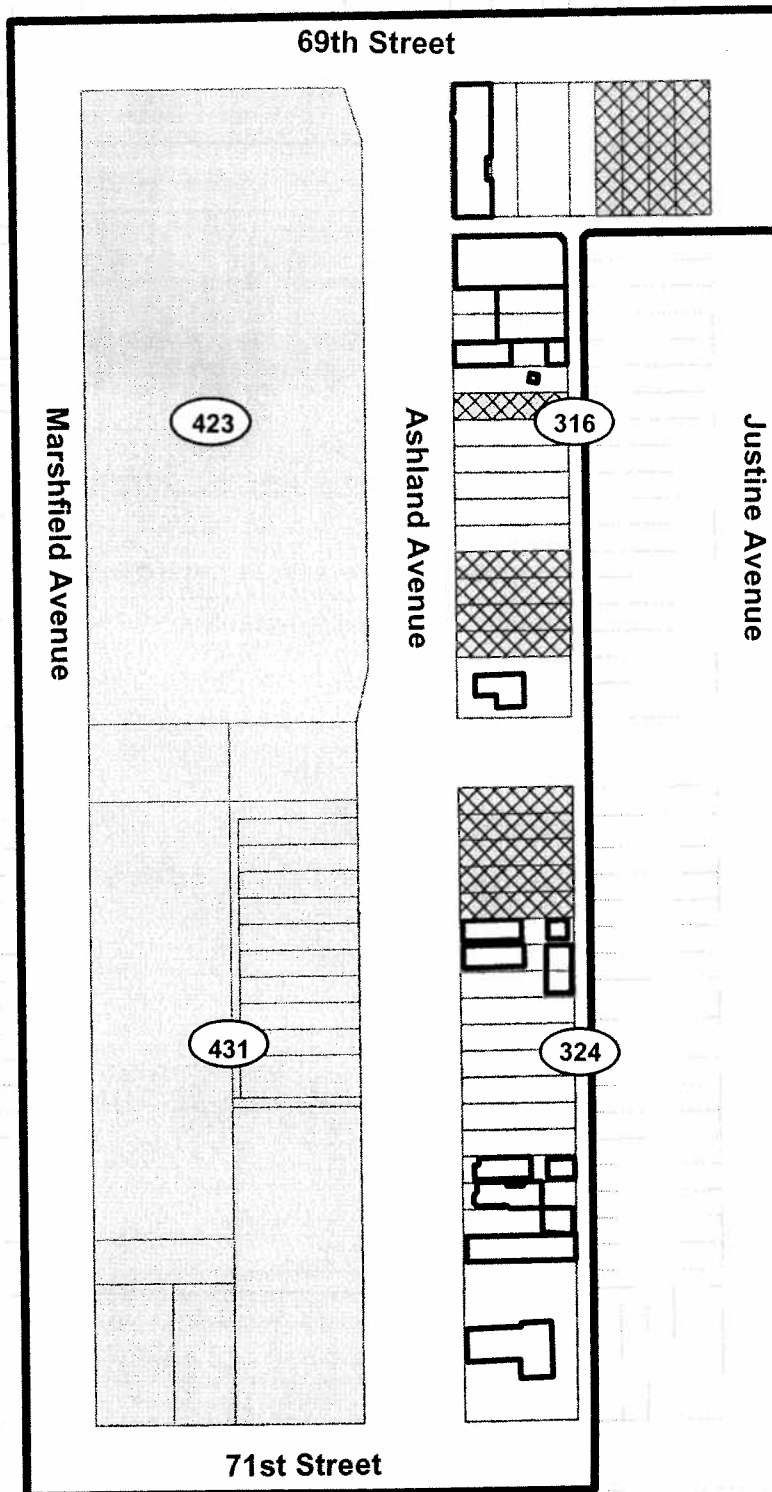 69th Street
423
316
Marshfield Avenue
Ashland Avenue
Justine Avenue
431
324
71st Street